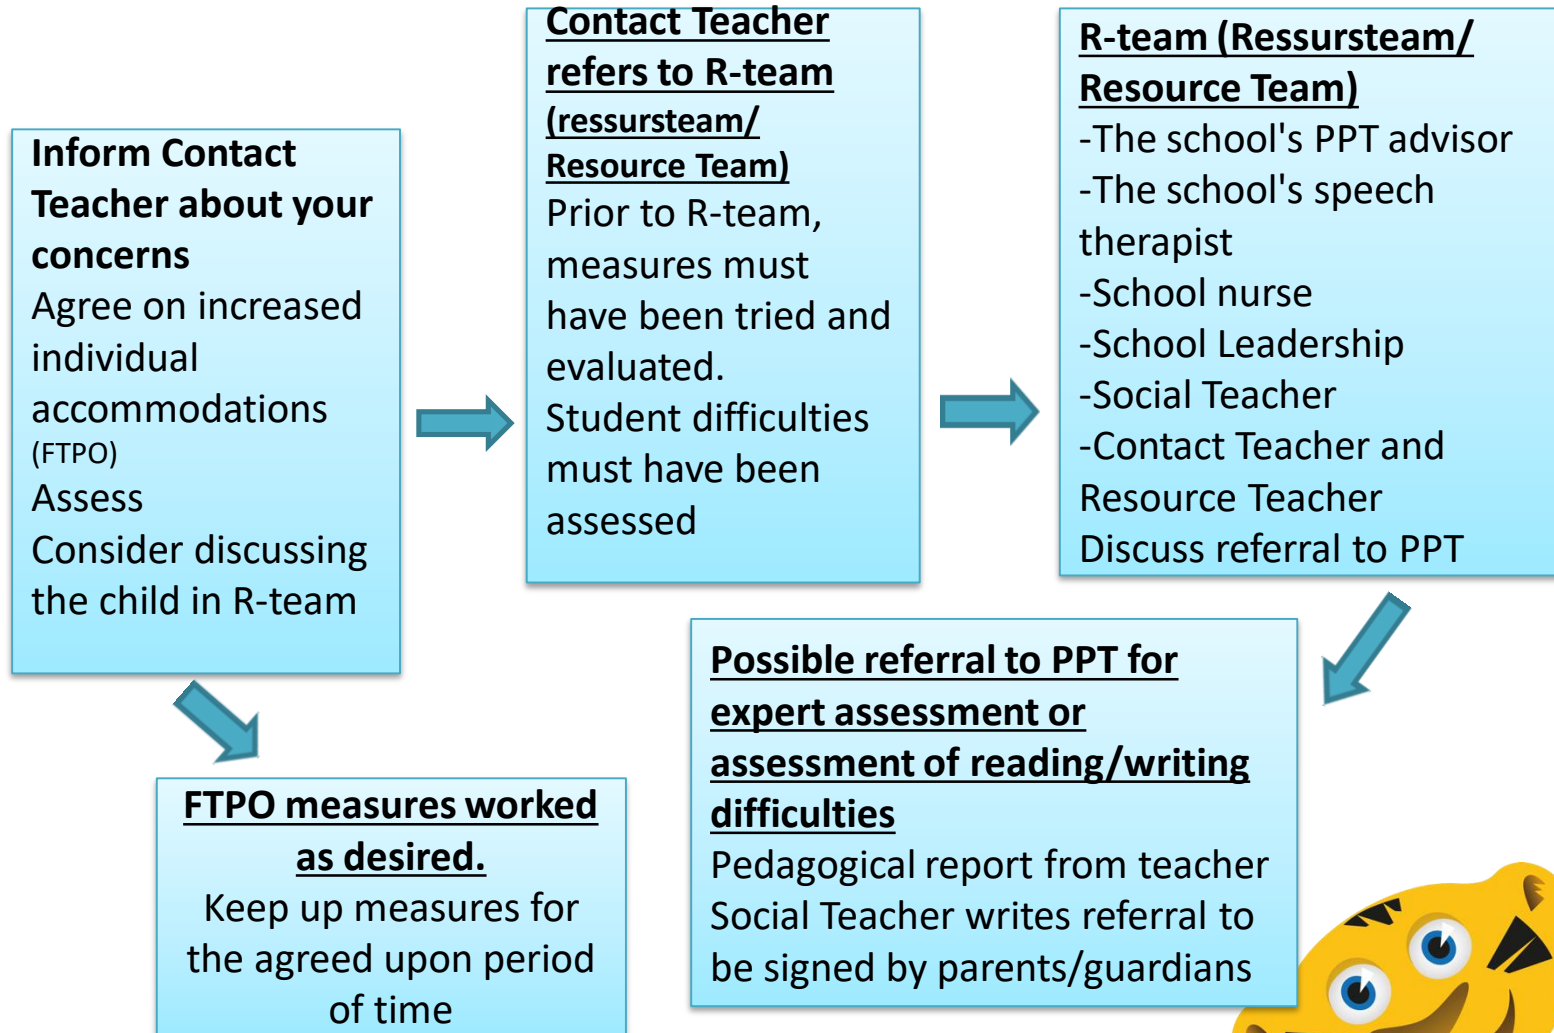 Inform Contact
Teacher about your
concerns
Agree on increased
individual
accommodations
(FTPO)
Assess
Consider discussing
the child in R-team
Contact Teacher
refers to R-team
(ressursteam/
Resource Team)
Prior to R-team,
measures must
have been tried and
evaluated.
Student difficulties
must have been
assessed
R-team (Ressursteam/
Resource Team)
-The school's PPT advisor
-The school's speech
therapist
-School nurse
-School Leadership
-Social Teacher
-Contact Teacher and
Resource Teacher
Discuss referral to PPT
FTPO measures worked
as desired.
Keep up measures for
the agreed upon period
of time
Possible referral to PPT for
expert assessment or
assessment of reading/writing
difficulties
Pedagogical report from teacher
Social Teacher writes referral to
be signed by parents/guardians